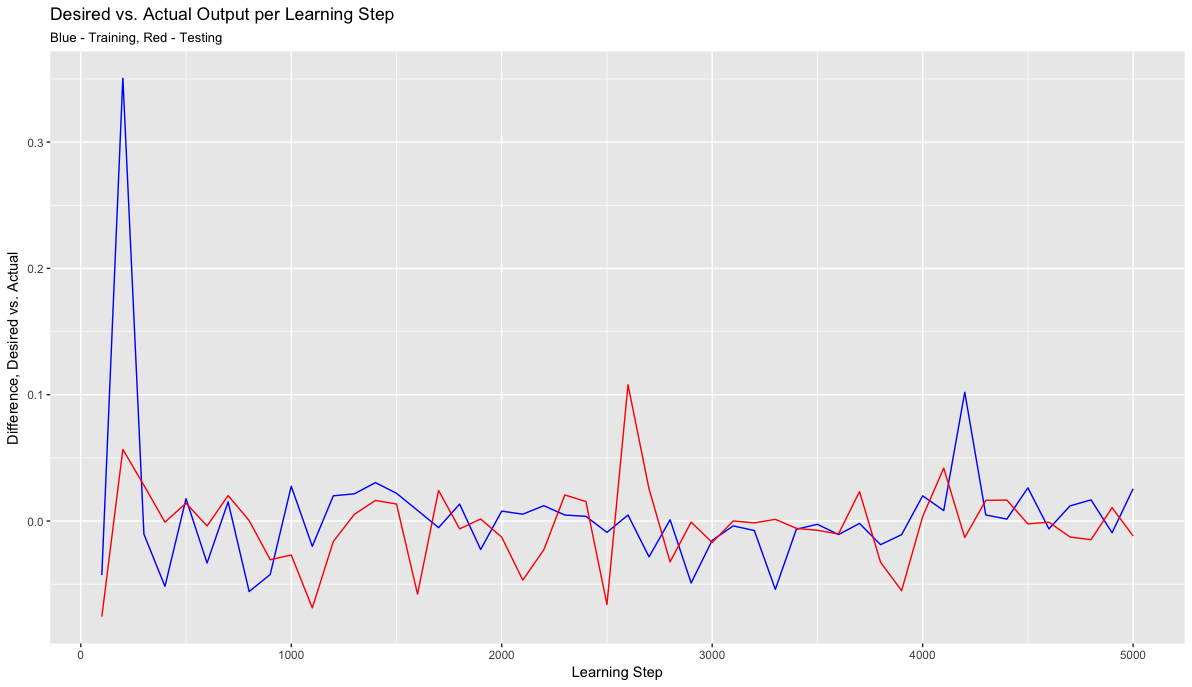 Desired vs. Actual Output per Learning Step
Blue - Training, Red - Testing
Difference, Desired vs. Actual
0.3
0.2
0.1
0.0
0 1000 2000 3000 4000 5000
Learning Step